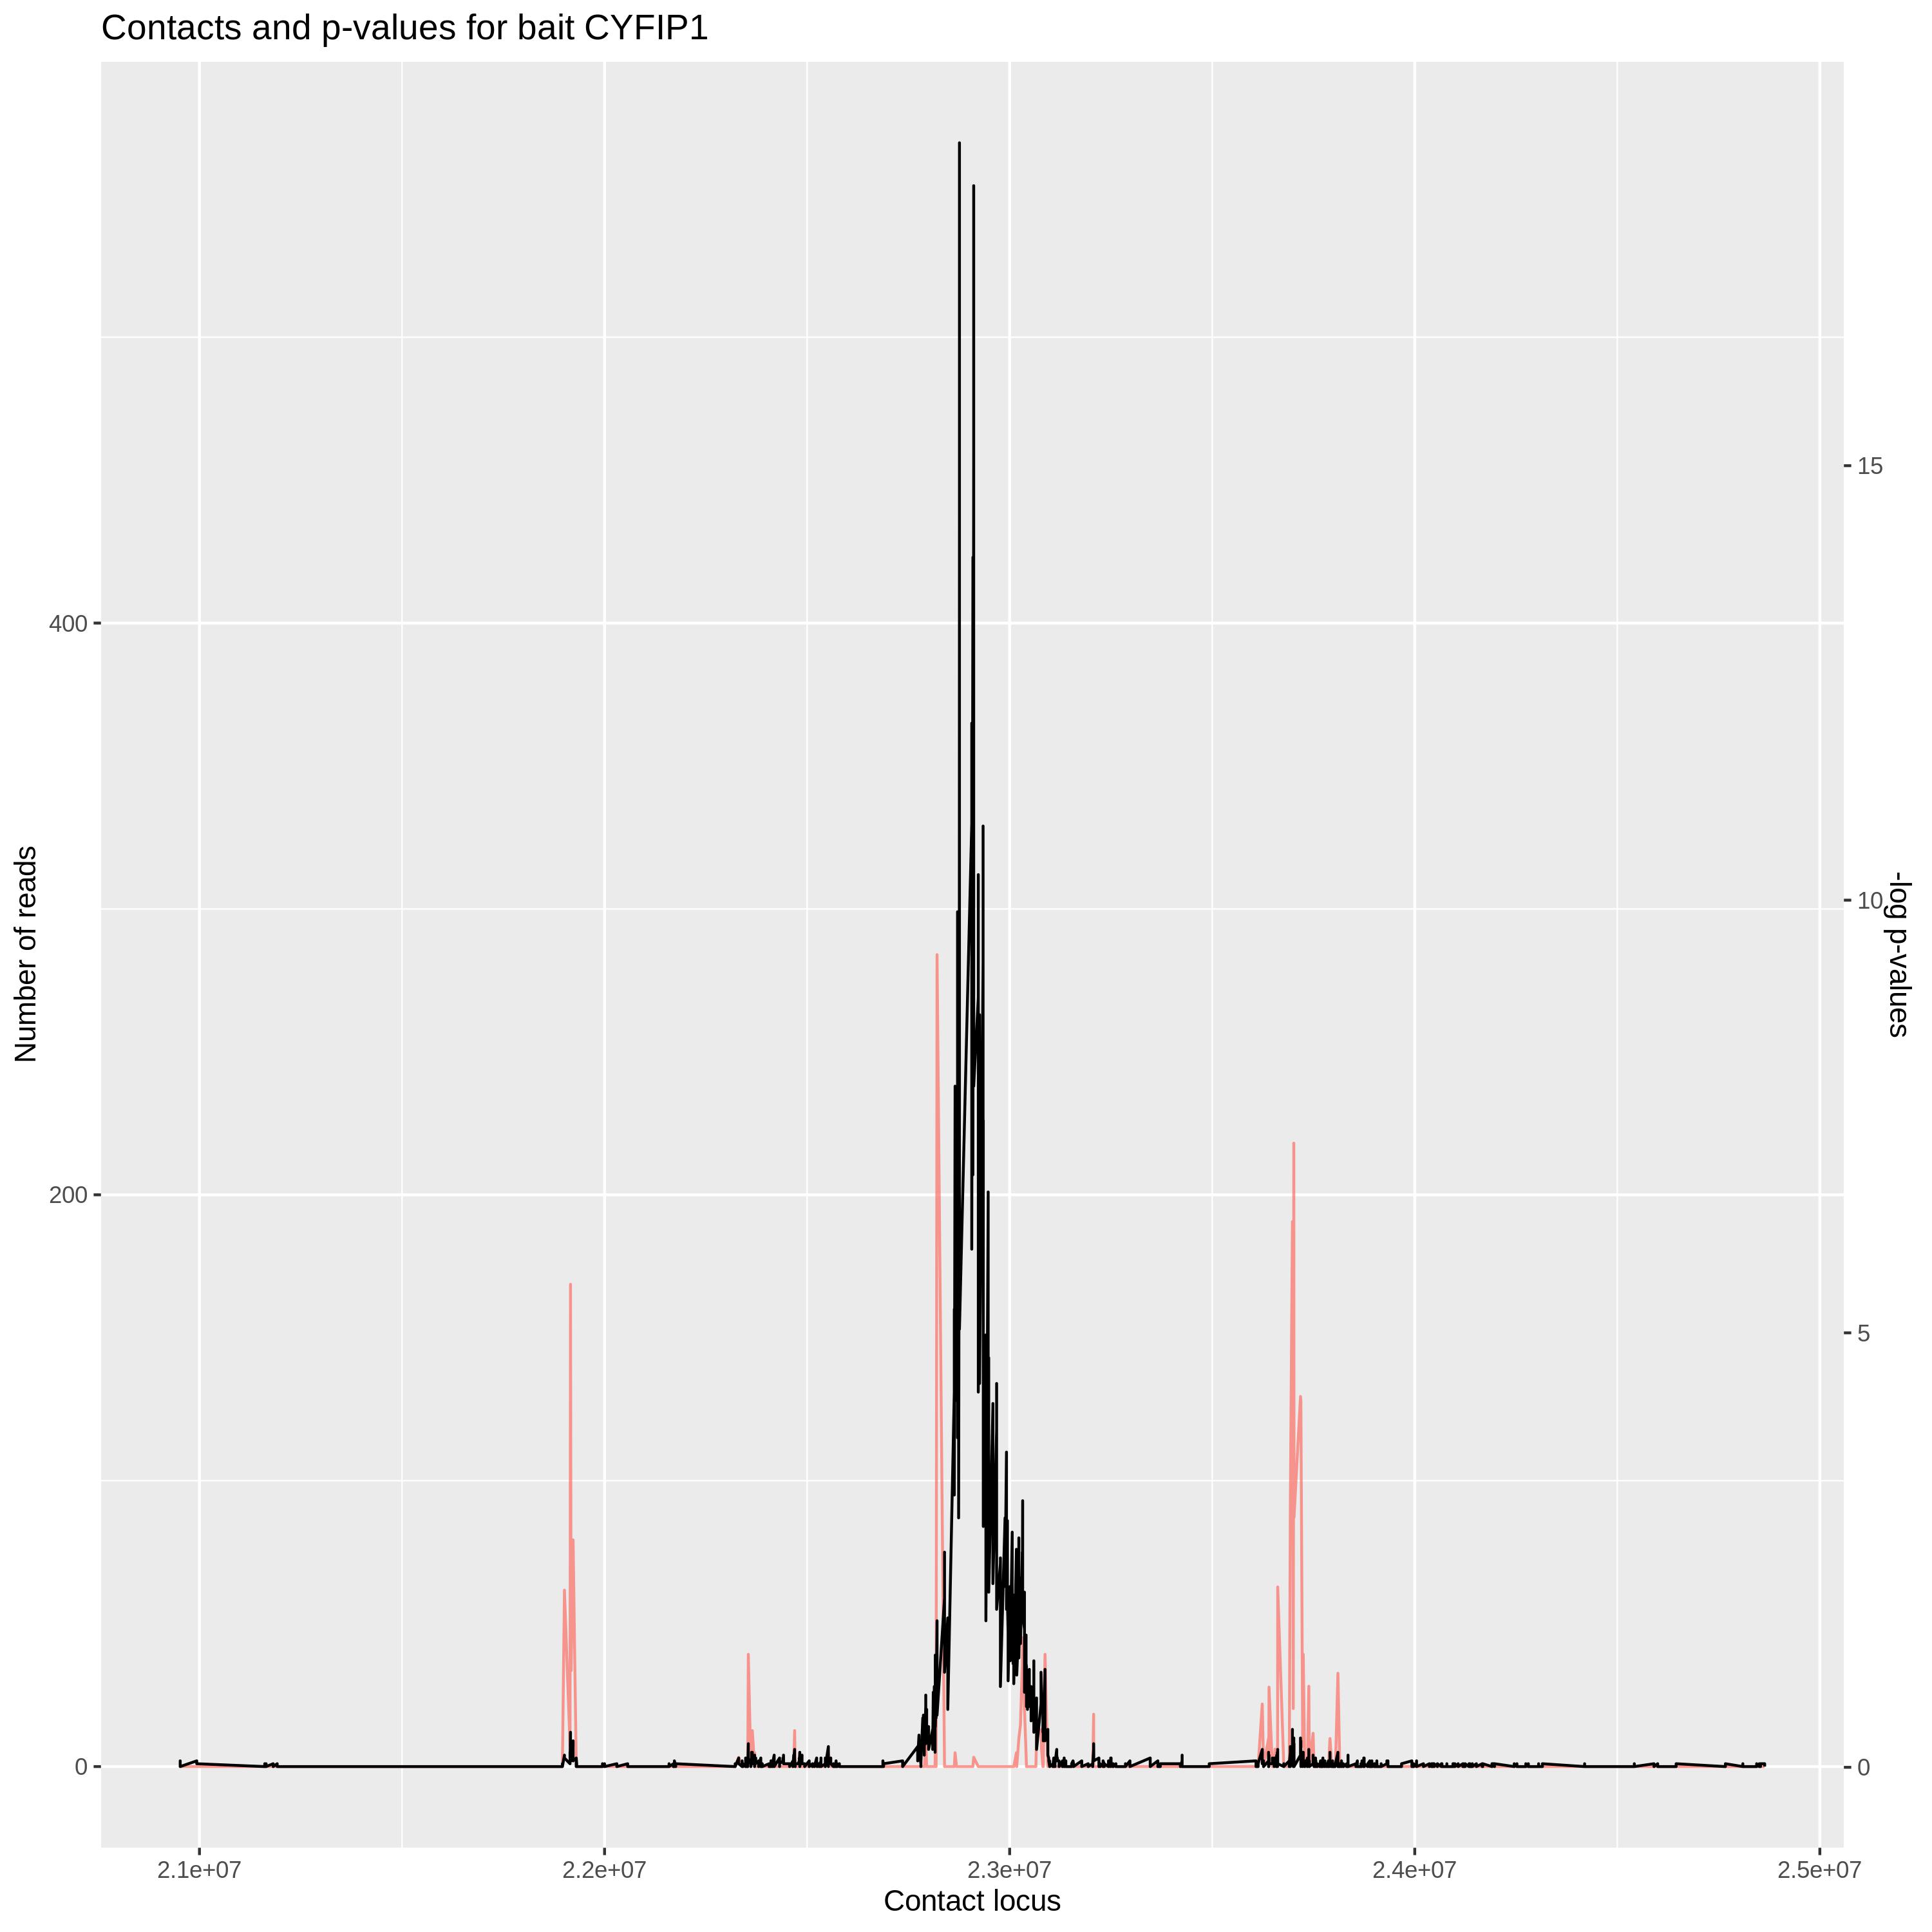 Contacts and p-values for bait CYFIP1
Number of reads
400
200
0
15
10
5
0
-log p-values
2.1e+07
2.2e+07
2.3e+07
2.4e+07
2.5e+07
Contact locus